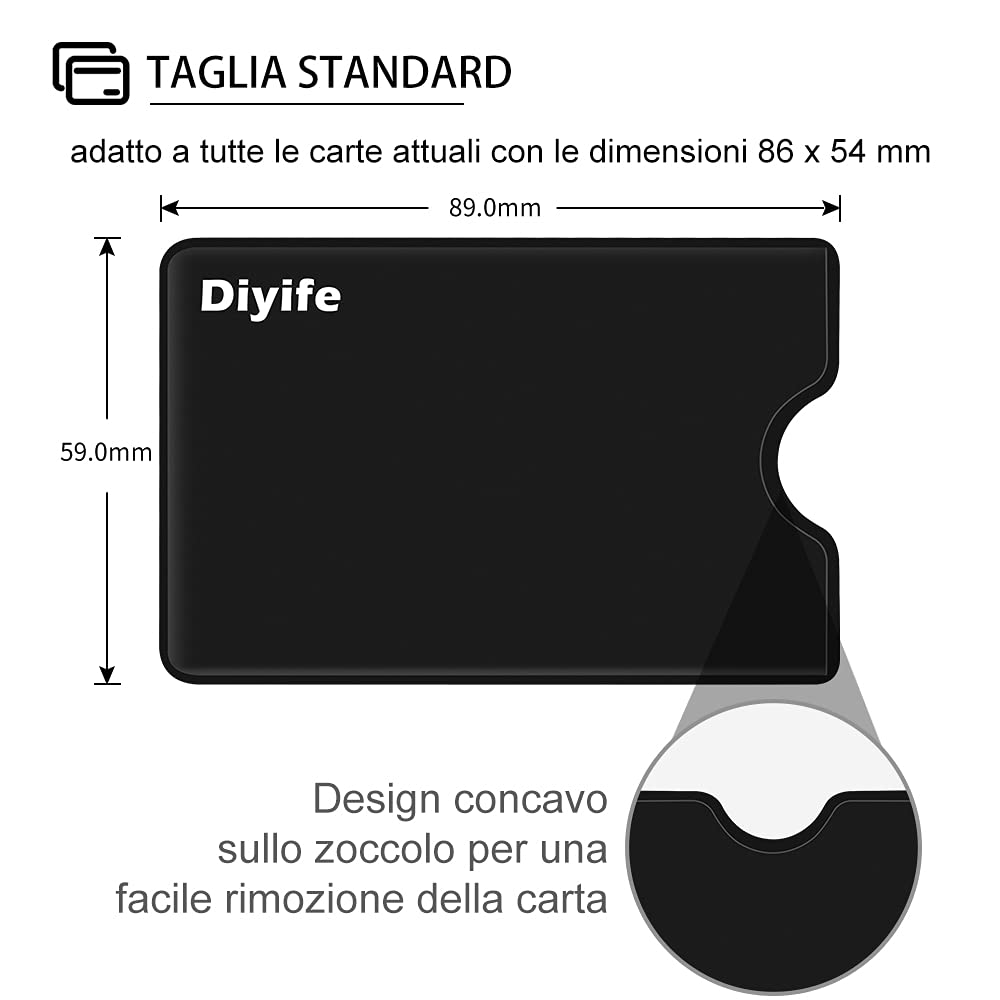 TAGLIA STANDARD
adatto a tutte le carte attuali con le dimensioni 86 x 54 mm
89.0mm
Diyife
59.0mm
Design concavo
sullo zoccolo per una
facile rimozione della carta